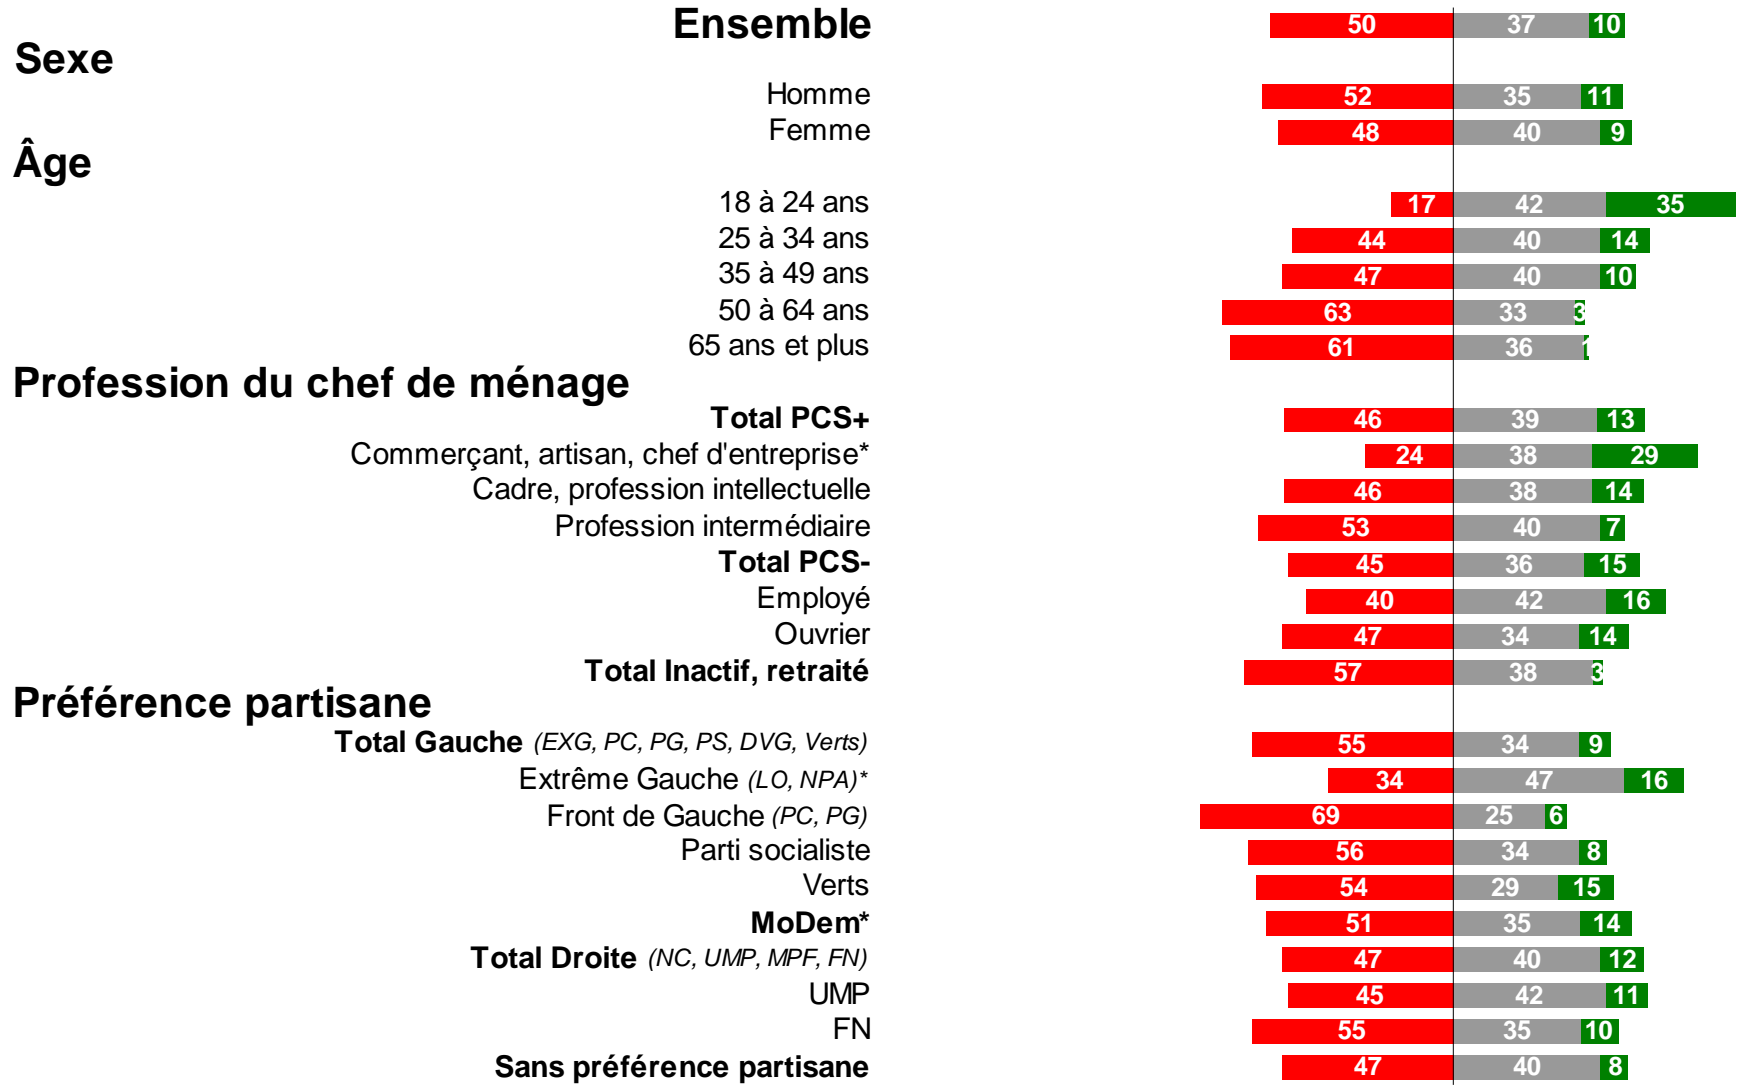 Ensemble 50 37 10
Sexe
Homme 52 35 11
Femme 48 40 9
Âge
18 à 24 ans 17 42 35
25 à 34 ans 44 40 14
35 à 49 ans 47 40 10
50 à 64 ans 63 33 3
65 ans et plus 61 36 1
Profession du chef de ménage
Total PCS+ 46 39 13
Commerçant, artisan, chef d'entreprise* 24 38 29
Cadre, profession intellectuelle 46 38 14
Profession intermédiaire 53 40 7
Total PCS- 45 36 15
Employé 40 42 16
Ouvrier 47 34 14
Total Inactif, retraité 57 38 3
Préférence partisane
Total Gauche (EXG, PC, PG, PS, DVG, Verts) 55 34 9
Extrême Gauche (LO, NPA)* 34 47 16
Front de Gauche (PC, PG) 69 25 6
Parti socialiste 56 34 8
Verts 54 29 15
MoDem* 51 35 14
Total Droite (NC, UMP, MPF, FN) 47 40 12
UMP 45 42 11
FN 55 35 10
Sans préférence partisane 47 40 8